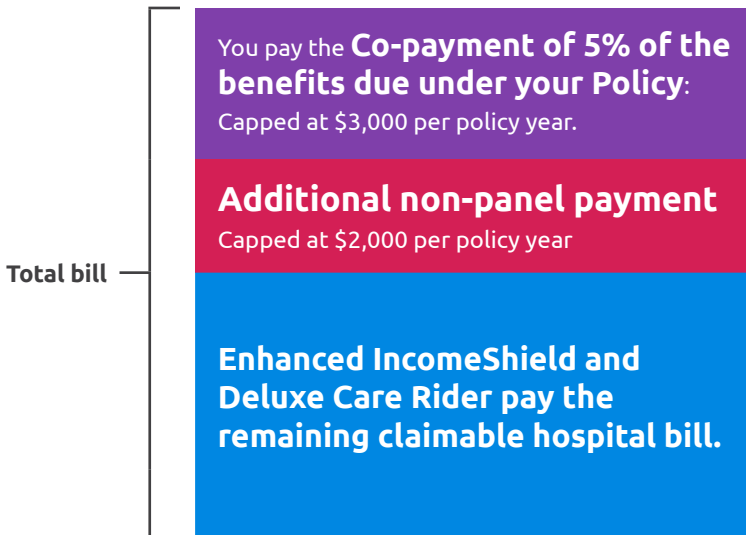 You pay the Co-payment of 5% of the
benefits due under your Policy:
Capped at $3,000 per policy year.
Additional non-panel payment
Capped at $2,000 per policy year
Total bill
Enhanced IncomeShield and
Deluxe Care Rider pay the
remaining claimable hospital bill.